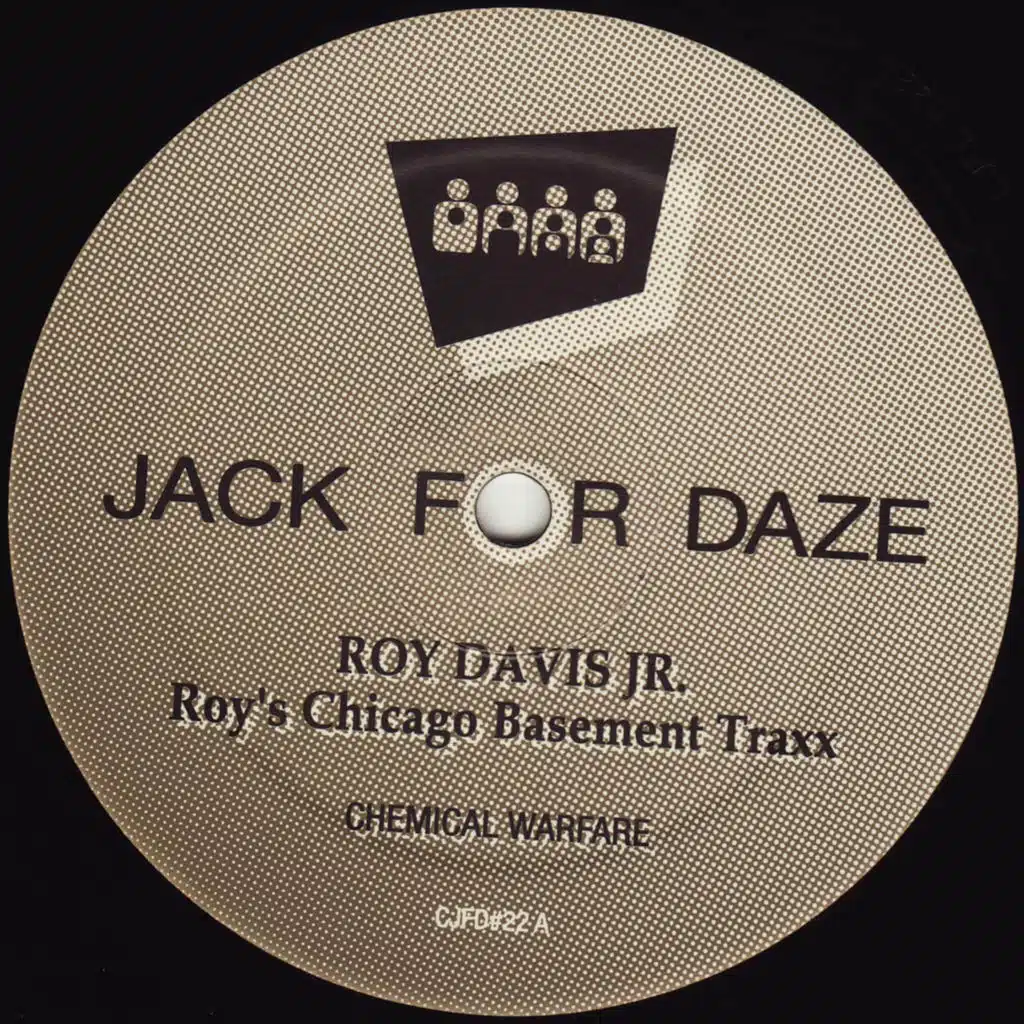 JACK FOR DAZE
ROY DAVIS JR.
Roy's Chicago Basement Traxx
CHEMICAL WARFARE
CJFD#22 A